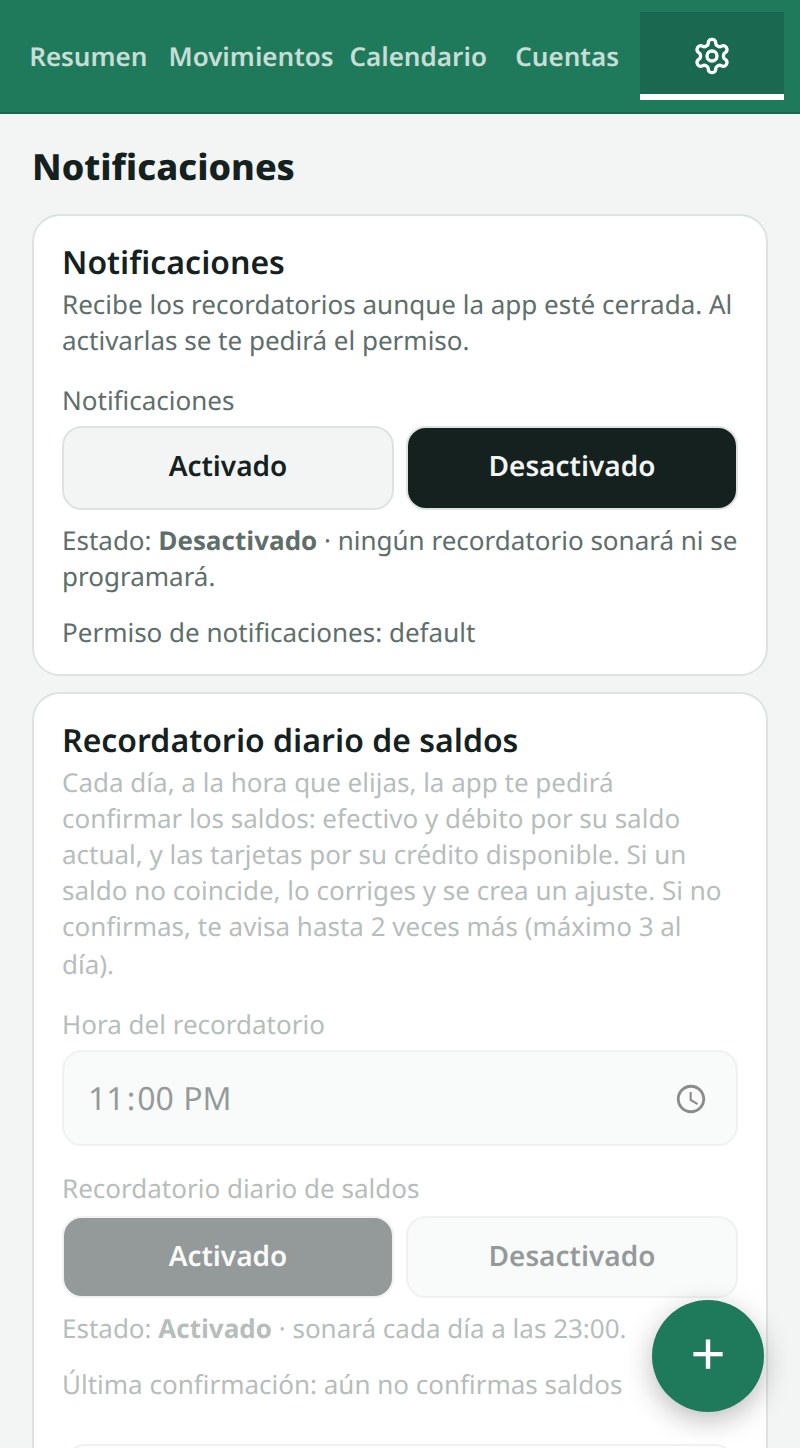 Resumen Movimientos Calendario Cuentas
Notificaciones
Notificaciones
Recibe los recordatorios aunque la app esté cerrada. Al
activarlas se te pedirá el permiso.
Notificaciones
Activado Desactivado
Estado: Desactivado · ningún recordatorio sonará ni se
programará.
Permiso de notificaciones: default
Recordatorio diario de saldos
Cada día, a la hora que elijas, la app te pedirá
confirmar los saldos: efectivo y débito por su saldo
actual, y las tarjetas por su crédito disponible. Si un
saldo no coincide, lo corriges y se crea un ajuste. Si no
confirmas, te avisa hasta 2 veces más (máximo 3 al
día).
Hora del recordatorio
11:00 PM
Recordatorio diario de saldos
Activado Desactivado
Estado: Activado · sonará cada día a las 23:00.
Última confirmación: aún no confirmas saldos